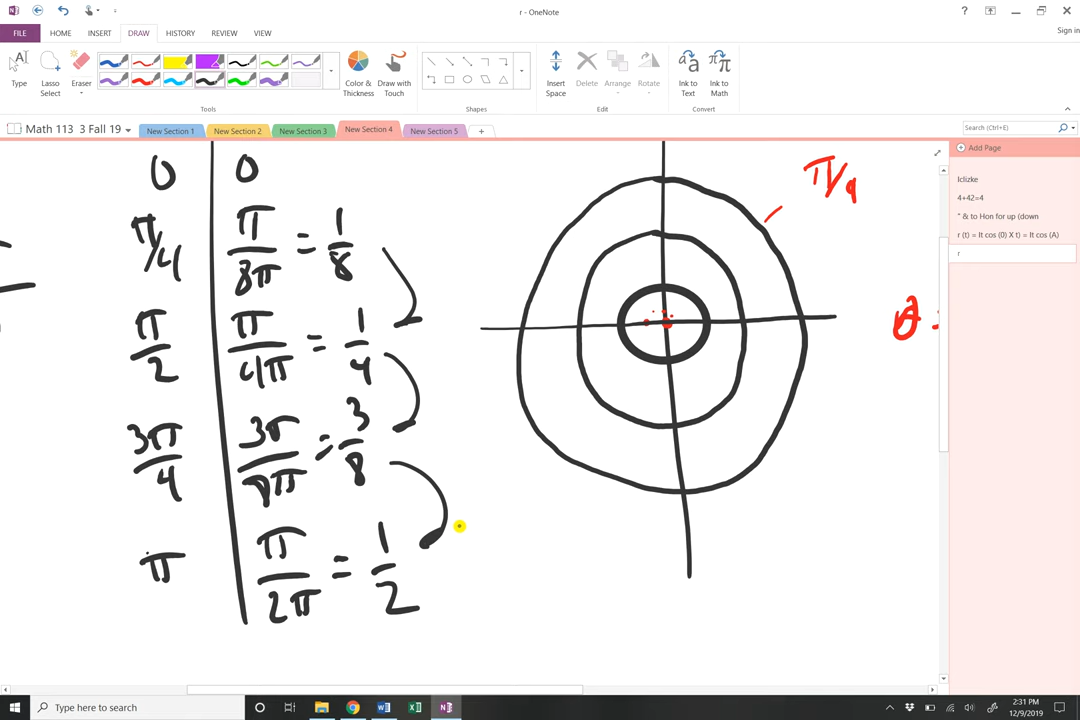 r - OneNote
?
Sign in
FILE HOME INSERT DRAW HISTORY REVIEW VIEW
Type
Lasso Select
Eraser
Color & Thickness
Draw with Touch
Insert Space
Delete
Arrange
Rotate
Ink to Text
Ink to Math
Tools
Shapes
Edit
Convert
Math 113 3 Fall 19
New Section 1
New Section 2
New Section 3
New Section 4
New Section 5
+
Search (Ctrl+E)
Add Page
Iclizke
4+42=4
" & to Hon for up (down
r (t) = It cos (0) X t) = It cos (A)
r
0 0
π/4 π/8π = 1/8
π/2 π/4π = 1/4
3π/4 3π/8π = 3/8
π π/2π = 1/2
Type here to search
2:31 PM
12/9/2019